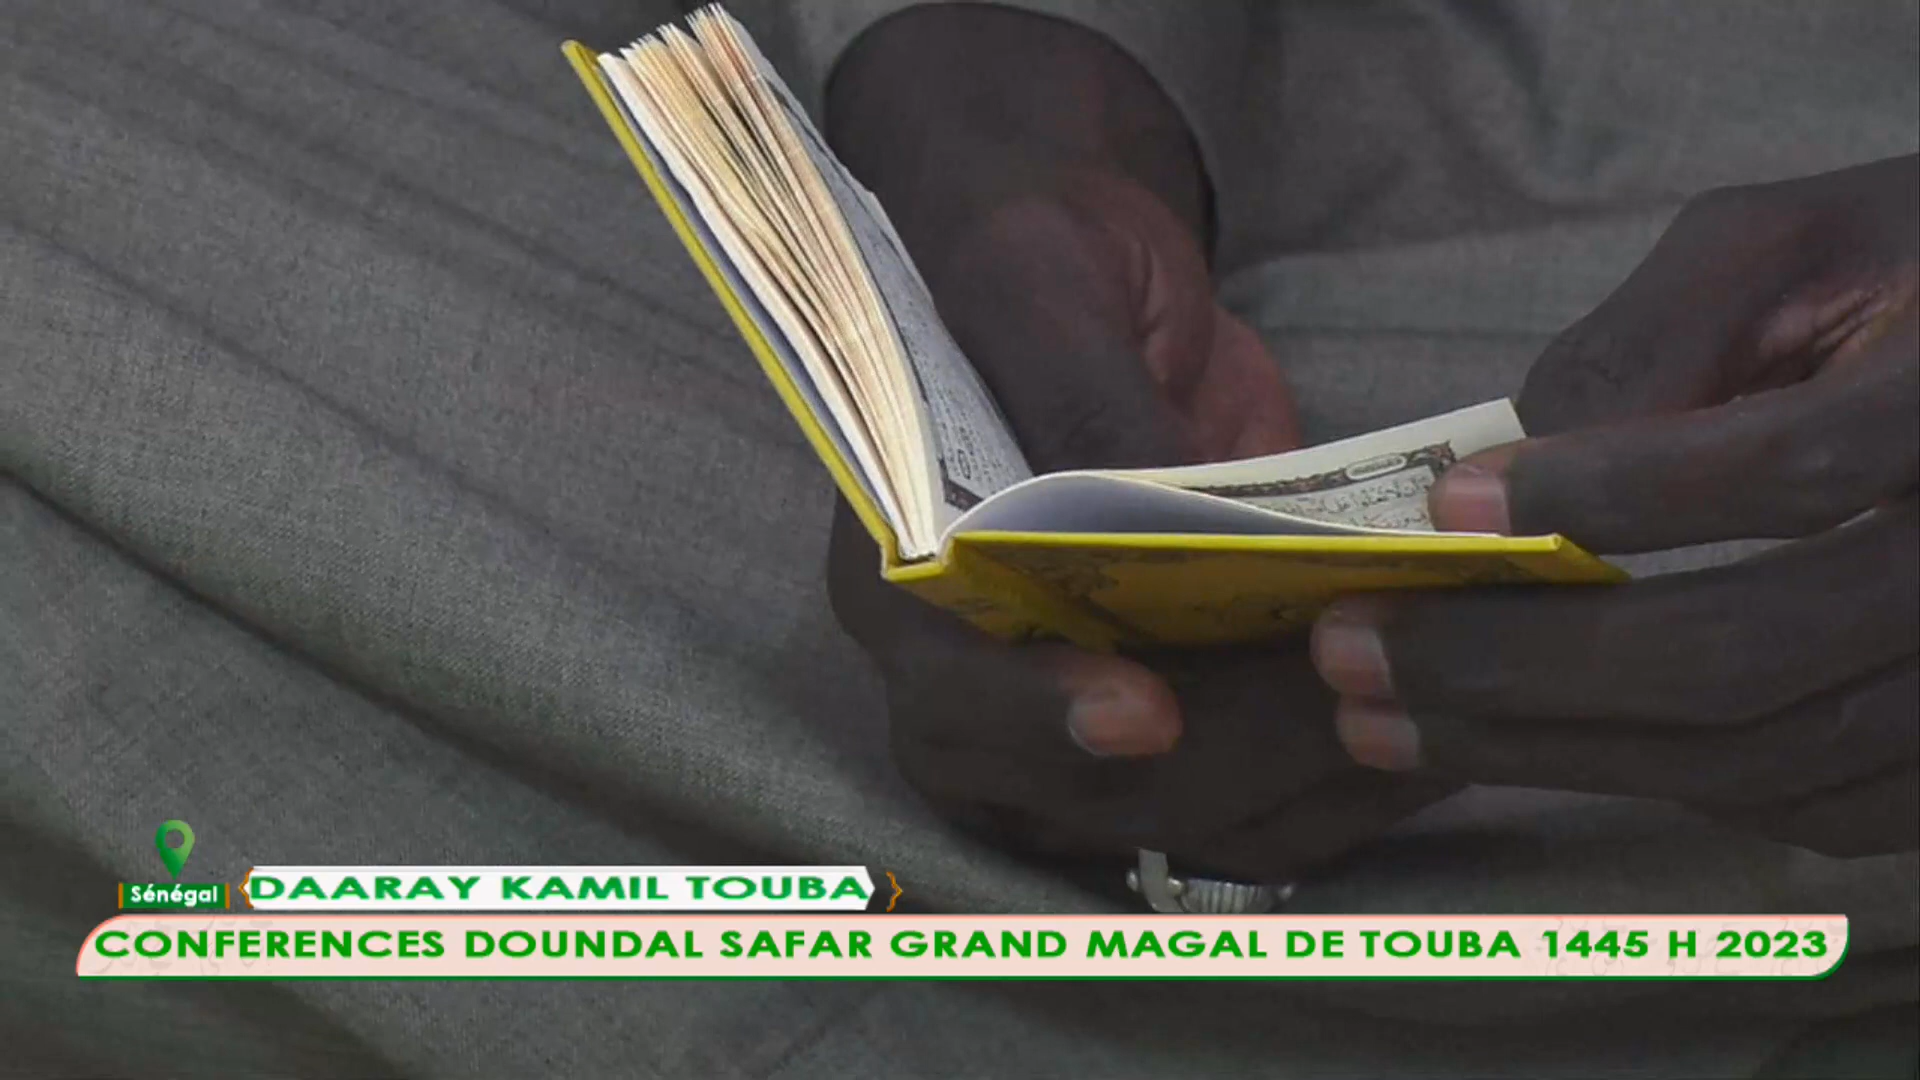 Sénégal
DAARAY KAMIL TOUBA
CONFERENCES DOUNDAL SAFAR GRAND MAGAL DE TOUBA 1445 H 2023